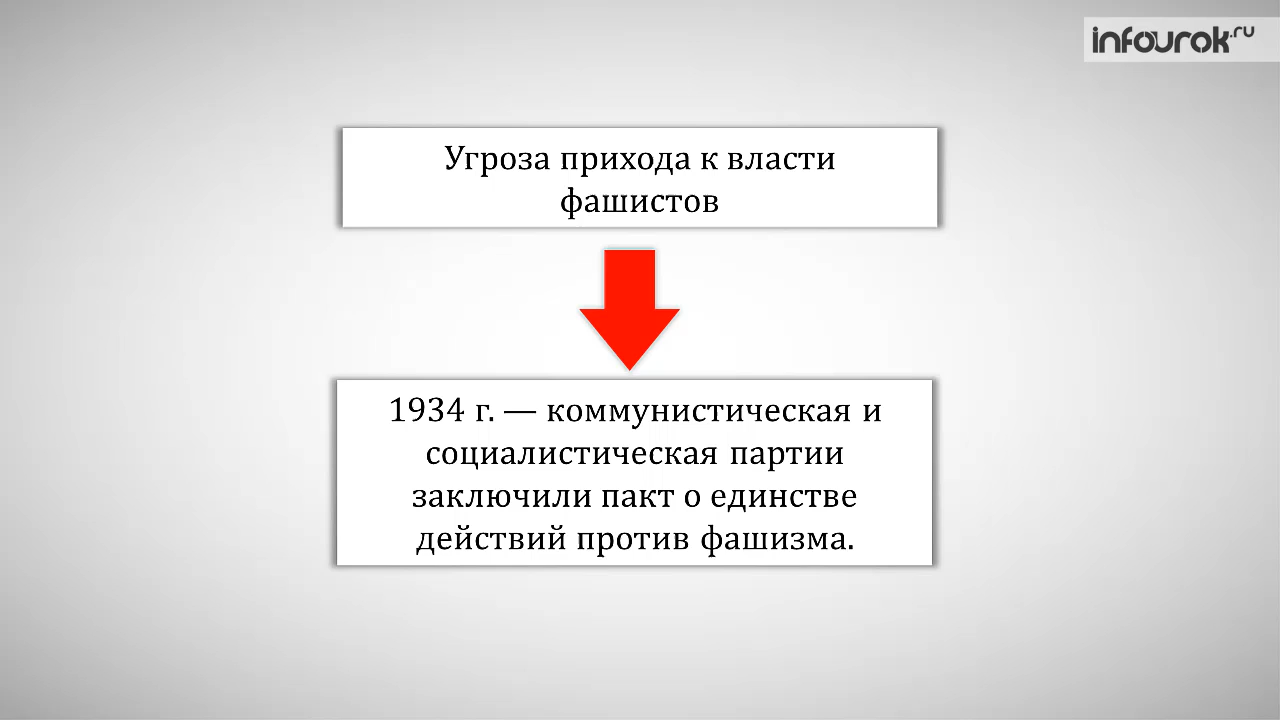 infourok.ru
Угроза прихода к власти
фашистов
1934 г. — коммунистическая и
социалистическая партии
заключили пакт о единстве
действий против фашизма.